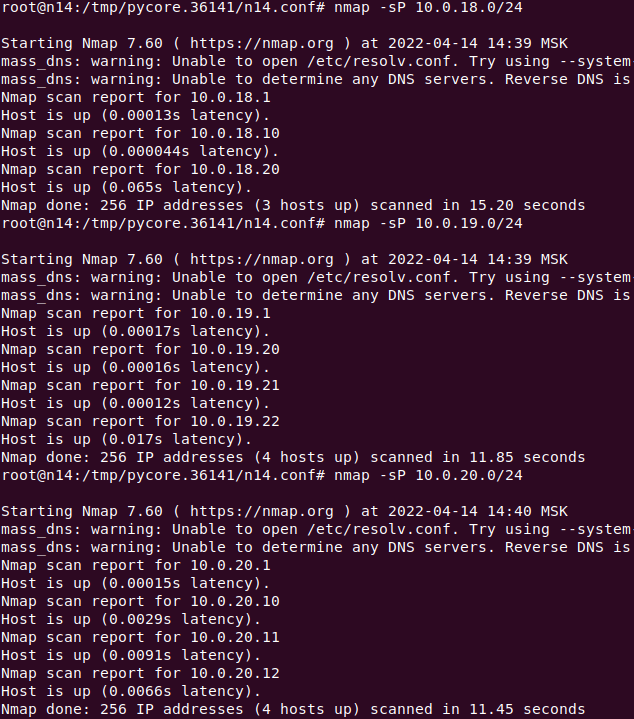 root@n14:/tmp/pycore.36141/n14.conf# nmap -sP 10.0.18.0/24
Starting Nmap 7.60 ( https://nmap.org ) at 2022-04-14 14:39 MSK
mass_dns: warning: Unable to open /etc/resolv.conf. Try using --system-
mass_dns: warning: Unable to determine any DNS servers. Reverse DNS is
Nmap scan report for 10.0.18.1
Host is up (0.00013s latency).
Nmap scan report for 10.0.18.10
Host is up (0.000044s latency).
Nmap scan report for 10.0.18.20
Host is up (0.065s latency).
Nmap done: 256 IP addresses (3 hosts up) scanned in 15.20 seconds
root@n14:/tmp/pycore.36141/n14.conf# nmap -sP 10.0.19.0/24
Starting Nmap 7.60 ( https://nmap.org ) at 2022-04-14 14:39 MSK
mass_dns: warning: Unable to open /etc/resolv.conf. Try using --system-
mass_dns: warning: Unable to determine any DNS servers. Reverse DNS is
Nmap scan report for 10.0.19.1
Host is up (0.00017s latency).
Nmap scan report for 10.0.19.20
Host is up (0.00016s latency).
Nmap scan report for 10.0.19.21
Host is up (0.00012s latency).
Nmap scan report for 10.0.19.22
Host is up (0.017s latency).
Nmap done: 256 IP addresses (4 hosts up) scanned in 11.85 seconds
root@n14:/tmp/pycore.36141/n14.conf# nmap -sP 10.0.20.0/24
Starting Nmap 7.60 ( https://nmap.org ) at 2022-04-14 14:40 MSK
mass_dns: warning: Unable to open /etc/resolv.conf. Try using --system-
mass_dns: warning: Unable to determine any DNS servers. Reverse DNS is
Nmap scan report for 10.0.20.1
Host is up (0.00015s latency).
Nmap scan report for 10.0.20.10
Host is up (0.0029s latency).
Nmap scan report for 10.0.20.11
Host is up (0.0091s latency).
Nmap scan report for 10.0.20.12
Host is up (0.0066s latency).
Nmap done: 256 IP addresses (4 hosts up) scanned in 11.45 seconds